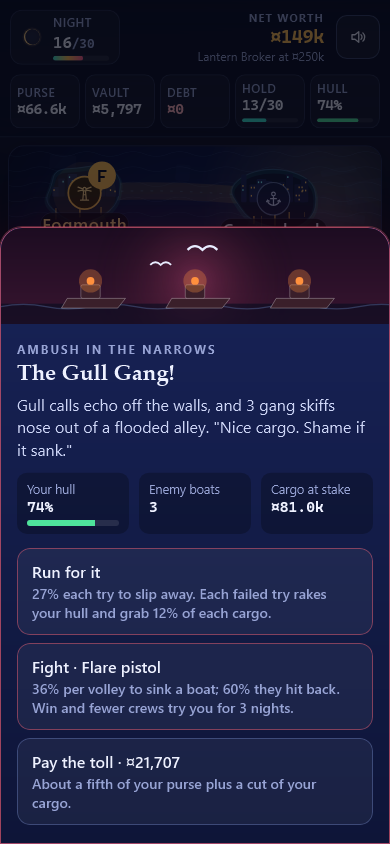 NIGHT
16/30
NET WORTH
¤149k
Lantern Broker at ¤250k
PURSE
¤66.6k
VAULT
¤5,797
DEBT
¤0
HOLD
13/30
HULL
74%
F
Fogmouth
AMBUSH IN THE NARROWS
The Gull Gang!
Gull calls echo off the walls, and 3 gang skiffs
nose out of a flooded alley. "Nice cargo. Shame if
it sank."
Your hull
74%
Enemy boats
3
Cargo at stake
¤81.0k
Run for it
27% each try to slip away. Each failed try rakes
your hull and grab 12% of each cargo.
Fight · Flare pistol
36% per volley to sink a boat; 60% they hit back.
Win and fewer crews try you for 3 nights.
Pay the toll · ¤21,707
About a fifth of your purse plus a cut of your
cargo.